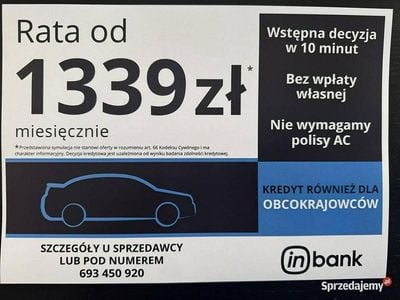 Rata od
1339 zł*
miesięcznie
*Przedstawiona symulacja nie stanowi oferty w rozumieniu art. 66 Kodeksu Cywilnego i ma
charakter informacyjny. Decyzja kredytowa jest uzależniona od wyniku badania zdolności kredytowej.
SZCZEGÓŁY U SPRZEDAWCY
LUB POD NUMEREM
693 450 920
Wstępna decyzja
w 10 minut
Bez wpłaty
własnej
Nie wymagamy
polisy AC
KREDYT RÓWNIEŻ DLA
OBCOKRAJOWCÓW
in bank
Sprzedajemy.pl